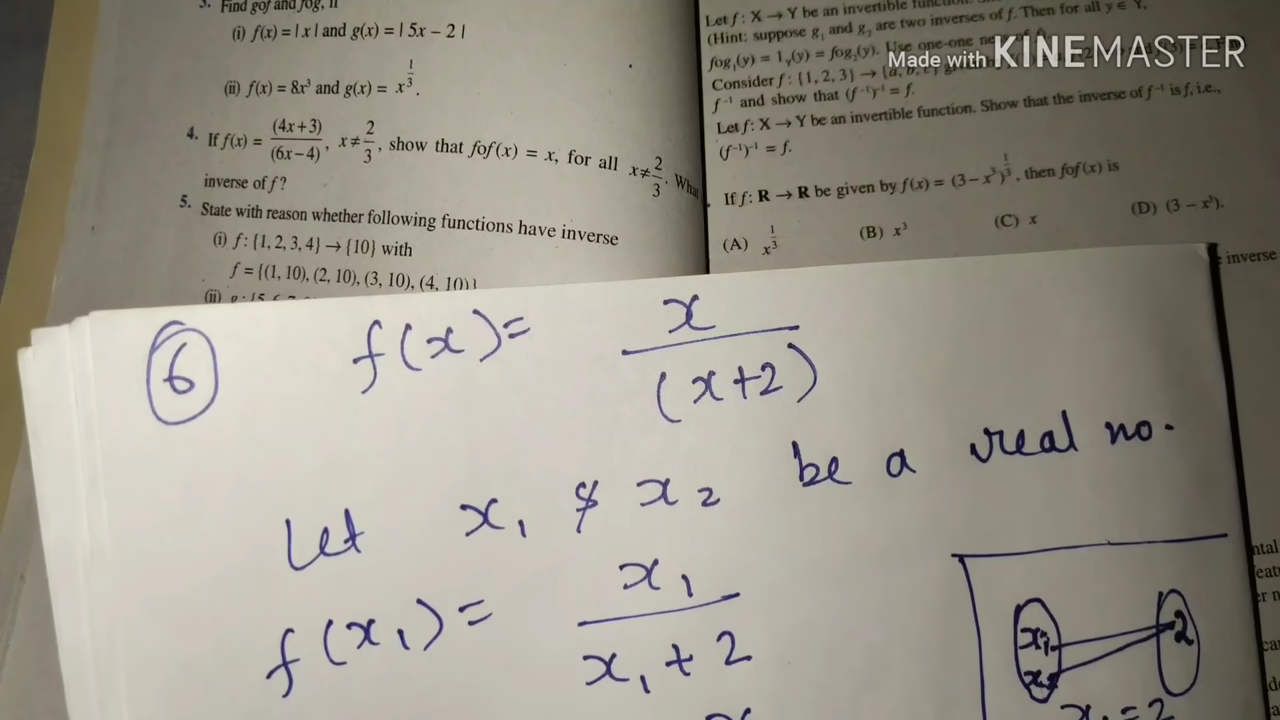 3. Find gof and fog, if
(i) f(x) = | x | and g(x) = | 5x − 2 |
(ii) f(x) = 8x³ and g(x) = x^(1/3).
4. If f(x) = (4x+3)/(6x−4), x ≠ 2/3, show that fof(x) = x, for all x ≠ 2/3. What
inverse of f?
5. State with reason whether following functions have inverse
(i) f : {1, 2, 3, 4} → {10} with
f = {(1, 10), (2, 10), (3, 10), (4, 10)}
(ii)
Let f : X → Y be an invertible function.
(Hint: suppose g₁ and g₂ are two inverses of f. Then for all y ∈ Y,
fog₁(y) = 1_Y(y) = fog₂(y). Use one-one
Consider f : {1, 2, 3} → {a, b, c}
f⁻¹ and show that (f⁻¹)⁻¹ = f.
Let f : X → Y be an invertible function. Show that the inverse of f⁻¹ is f, i.e.,
(f⁻¹)⁻¹ = f.
If f : R → R be given by f(x) = (3 − x³)^(1/3), then fof(x) is
(A) x^(1/3) (B) x³ (C) x (D) (3 − x³).
inverse
Made with KINEMASTER
6 f(x) = x/(x+2)
Let x₁ & x₂ be a real no.
f(x₁) = x₁/(x₁ + 2)
x₁ 2
x₂
x₁ = 2